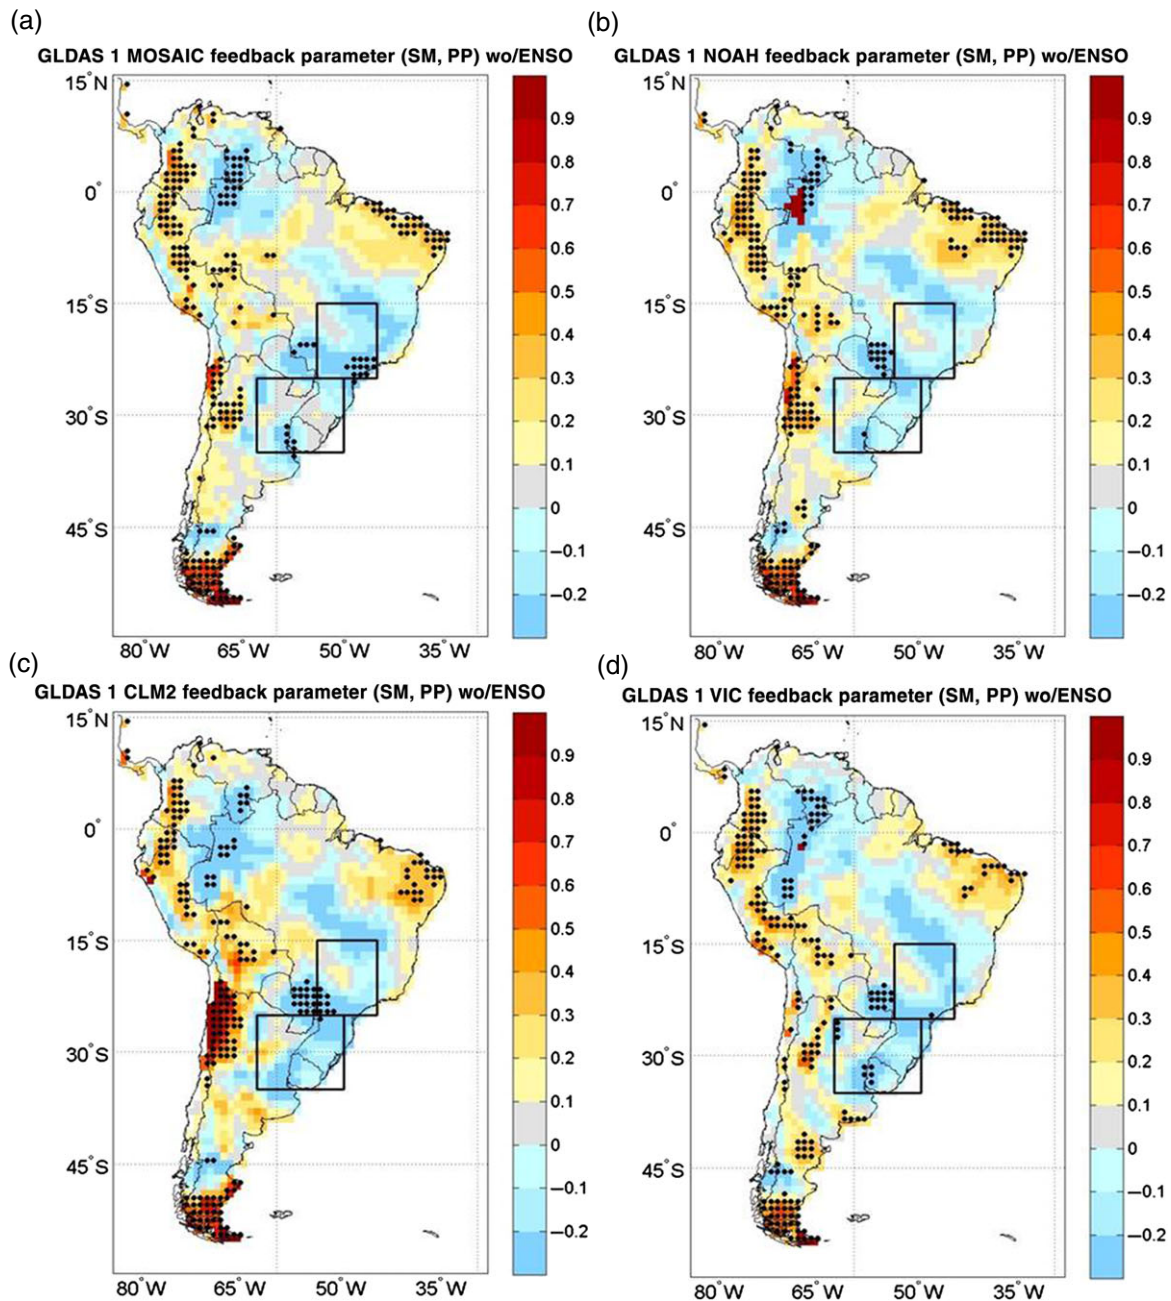 (a)
GLDAS 1 MOSAIC feedback parameter (SM, PP) wo/ENSO
15°N
0°
15°S
30°S
45°S
80°W 65°W 50°W 35°W
0.9
0.8
0.7
0.6
0.5
0.4
0.3
0.2
0.1
0
−0.1
−0.2
(b)
GLDAS 1 NOAH feedback parameter (SM, PP) wo/ENSO
15°N
0°
15°S
30°S
45°S
80°W 65°W 50°W 35°W
0.9
0.8
0.7
0.6
0.5
0.4
0.3
0.2
0.1
0
−0.1
−0.2
(c)
GLDAS 1 CLM2 feedback parameter (SM, PP) wo/ENSO
15°N
0°
15°S
30°S
45°S
80°W 65°W 50°W 35°W
0.9
0.8
0.7
0.6
0.5
0.4
0.3
0.2
0.1
0
−0.1
−0.2
(d)
GLDAS 1 VIC feedback parameter (SM, PP) wo/ENSO
15°N
0°
15°S
30°S
45°S
80°W 65°W 50°W 35°W
0.9
0.8
0.7
0.6
0.5
0.4
0.3
0.2
0.1
0
−0.1
−0.2